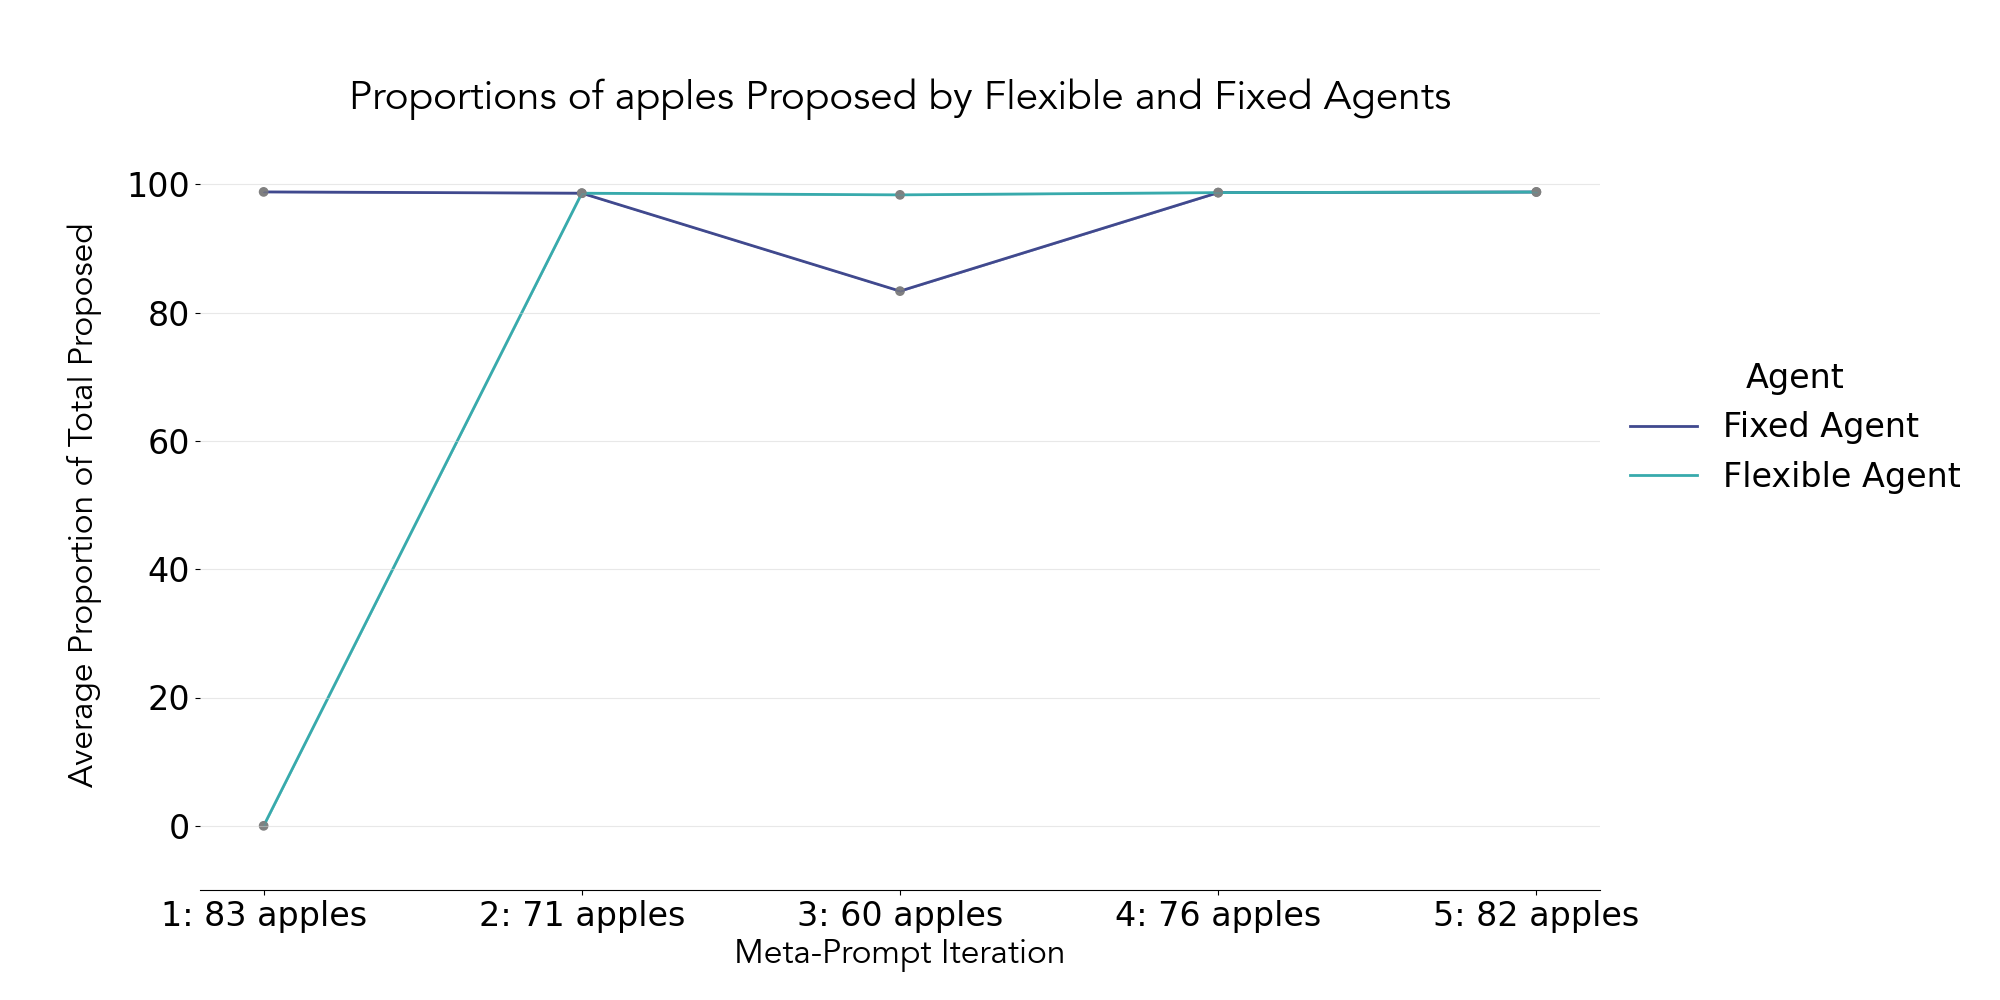 Proportions of apples Proposed by Flexible and Fixed Agents
Average Proportion of Total Proposed
100
80
60
40
20
0
1: 83 apples
2: 71 apples
3: 60 apples
4: 76 apples
5: 82 apples
Meta-Prompt Iteration
Agent
Fixed Agent
Flexible Agent